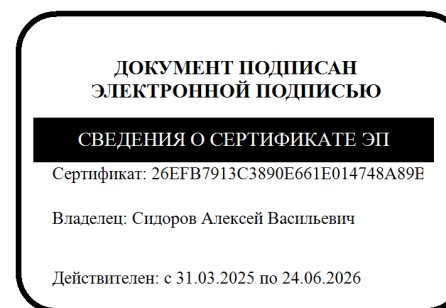 ДОКУМЕНТ ПОДПИСАН
ЭЛЕКТРОННОЙ ПОДПИСЬЮ
СВЕДЕНИЯ О СЕРТИФИКАТЕ ЭП
Сертификат: 26EFB7913C3890E661E014748A89E
Владелец: Сидоров Алексей Васильевич
Действителен: с 31.03.2025 по 24.06.2026